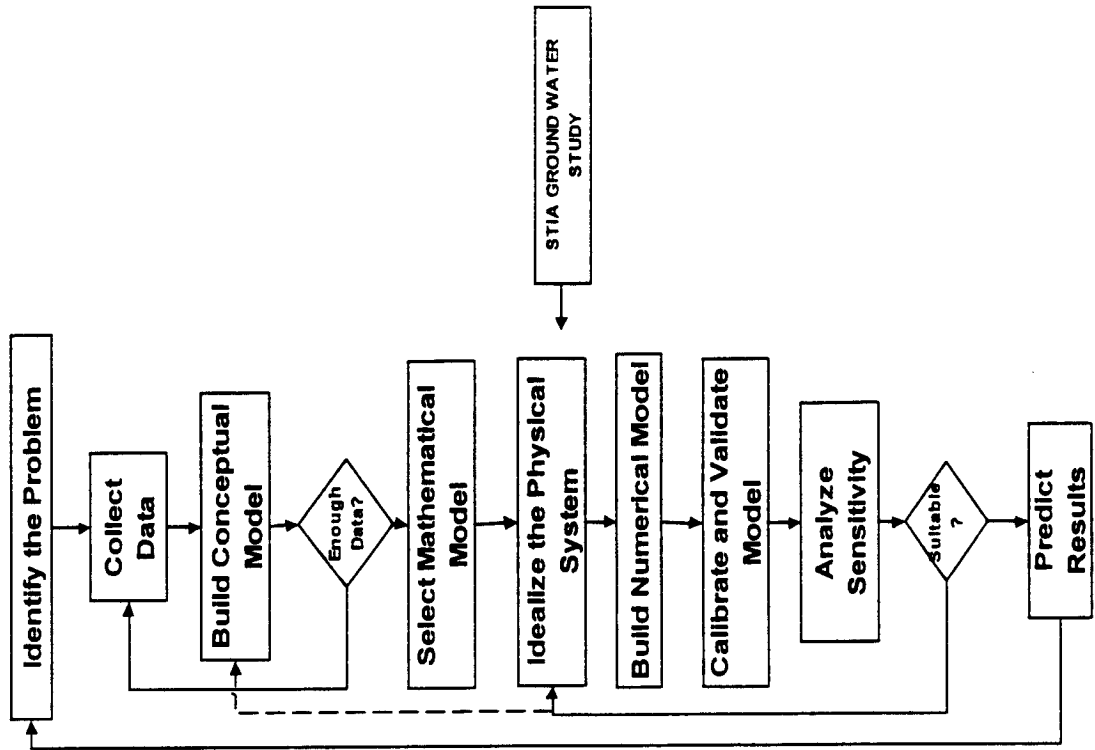 Identify the Problem
Collect
Data
Build Conceptual
Model
Enough
Data?
Select Mathematical
Model
Idealize the Physical
System
STIA GROUND WATER
STUDY
Build Numerical Model
Calibrate and Validate
Model
Analyze
Sensitivity
Suitable
?
Predict
Results